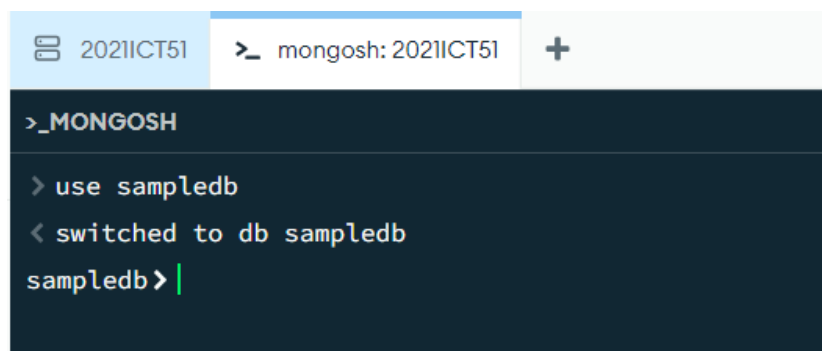 2021ICT51 >_ mongosh: 2021ICT51 +
>_MONGOSH
> use sampledb
< switched to db sampledb
sampledb>